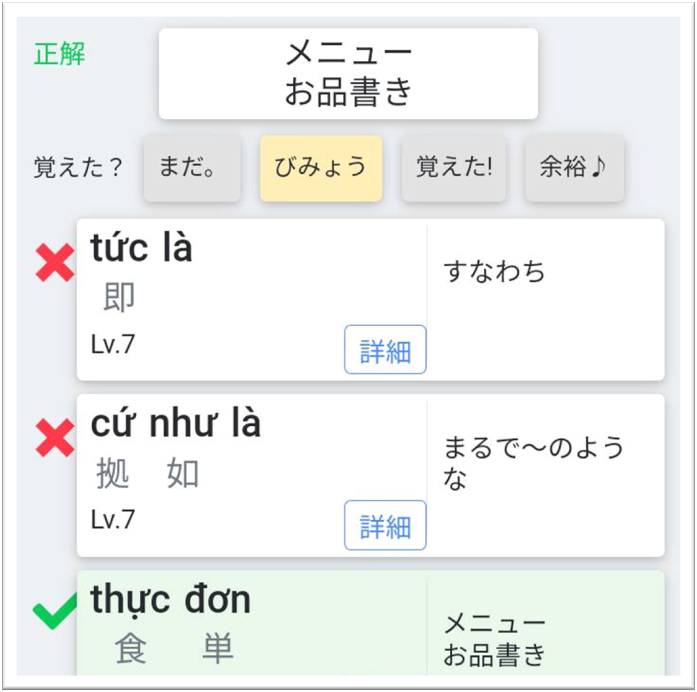 正解
メニュー
お品書き
覚えた？ まだ。 びみょう 覚えた! 余裕♪
tức là
即
Lv.7
詳細
すなわち
cứ như là
拠 如
Lv.7
詳細
まるで〜のよう
な
thực đơn
食 単
メニュー
お品書き